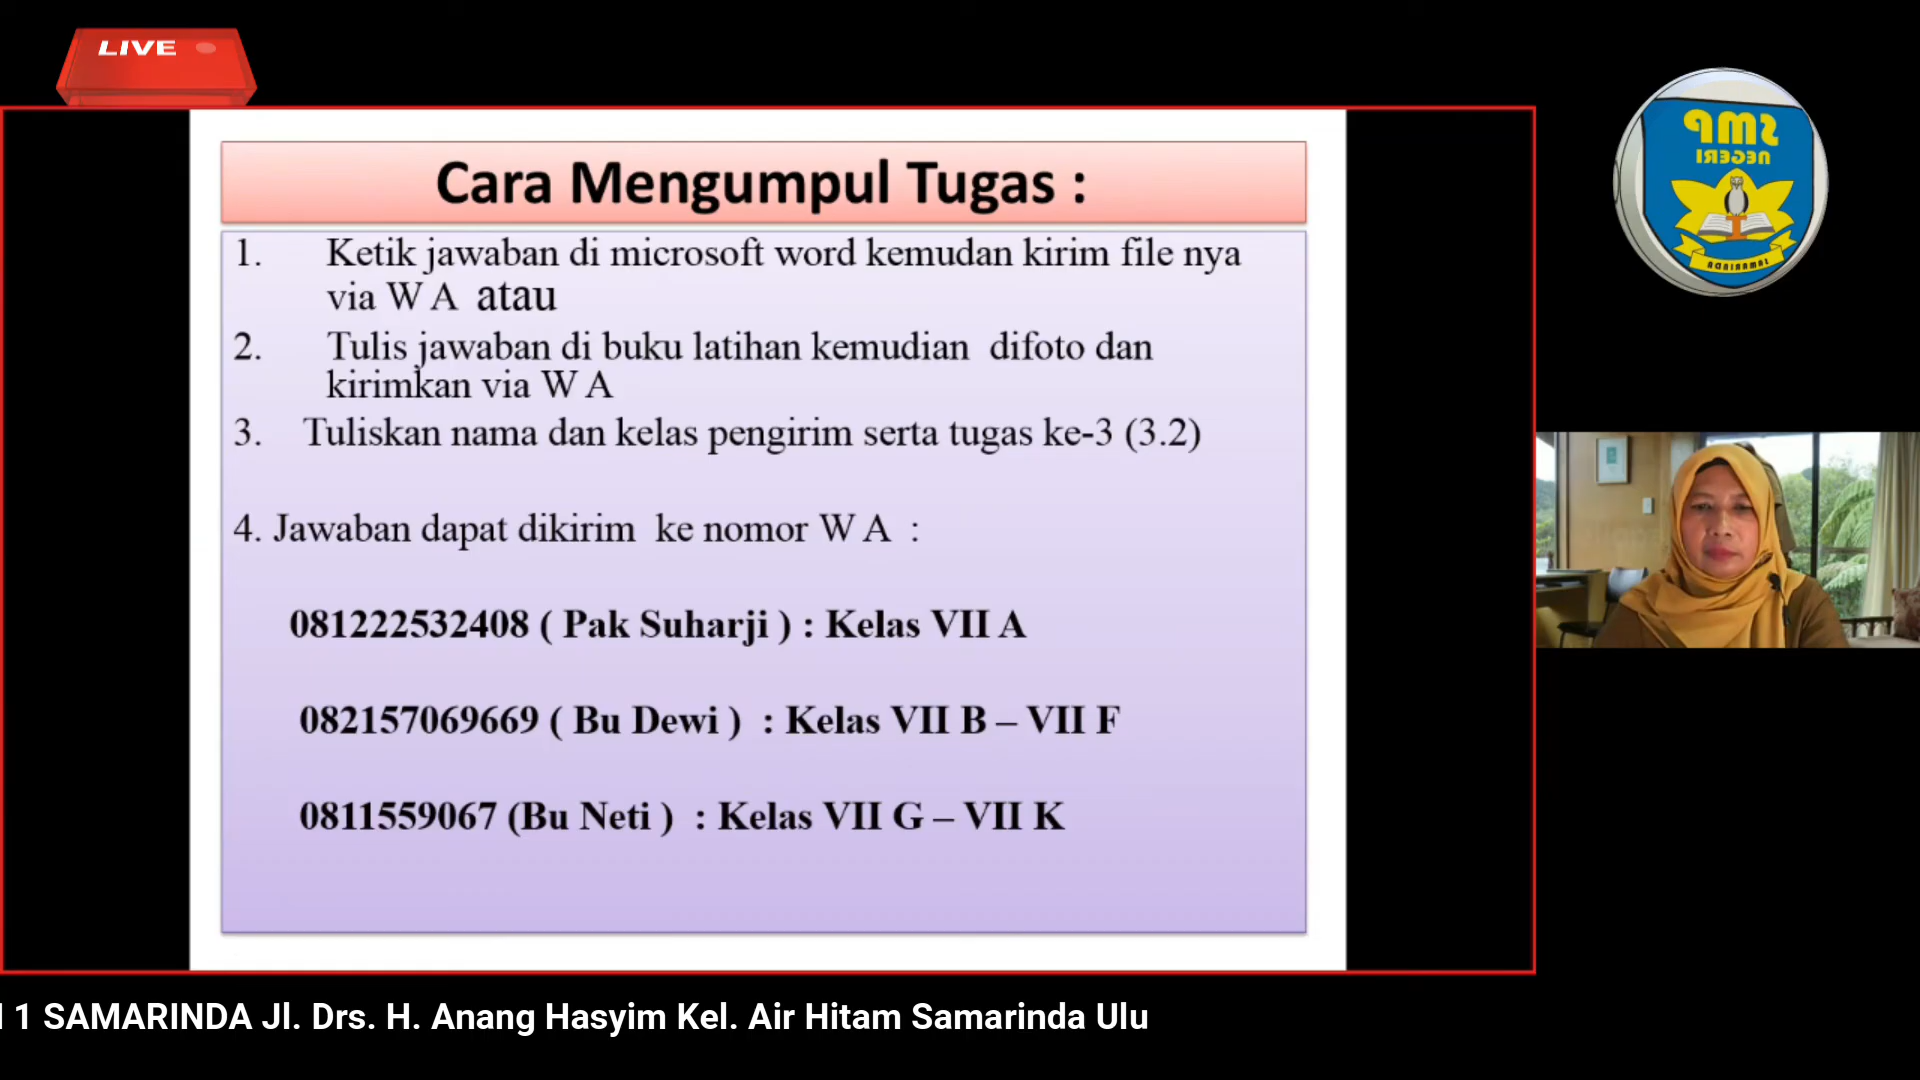 LIVE
SMP
NEGERI
SAMARINDA
Cara Mengumpul Tugas :
1. Ketik jawaban di microsoft word kemudan kirim file nya
via W A atau
2. Tulis jawaban di buku latihan kemudian difoto dan
kirimkan via W A
3. Tuliskan nama dan kelas pengirim serta tugas ke-3 (3.2)
4. Jawaban dapat dikirim ke nomor W A :
081222532408 ( Pak Suharji ) : Kelas VII A
082157069669 ( Bu Dewi ) : Kelas VII B – VII F
0811559067 (Bu Neti ) : Kelas VII G – VII K
1 SAMARINDA Jl. Drs. H. Anang Hasyim Kel. Air Hitam Samarinda Ulu